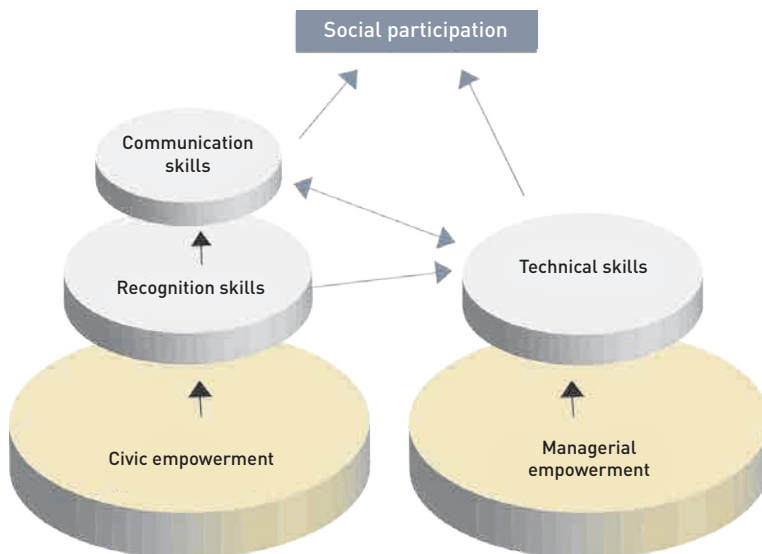 Social participation
Communication
skills
Recognition skills
Technical skills
Civic empowerment
Managerial
empowerment